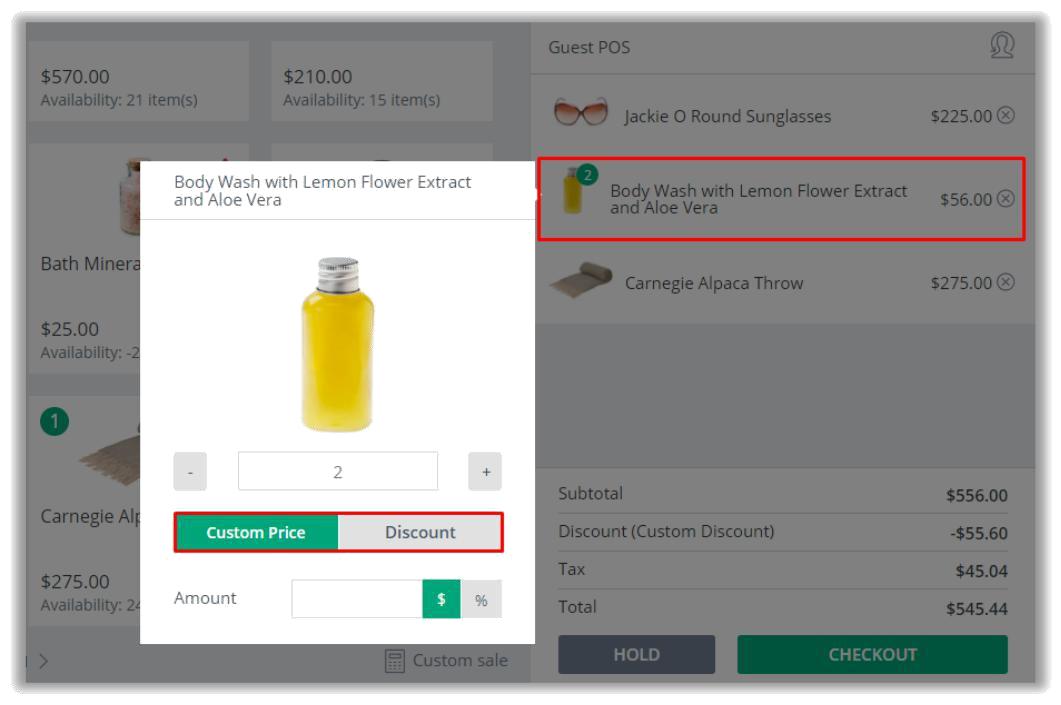 $570.00
Availability: 21 item(s)
$210.00
Availability: 15 item(s)
Bath Minera
$25.00
Availability: -2
1
Carnegie Alp
$275.00
Availability: 24
Custom sale
Body Wash with Lemon Flower Extract
and Aloe Vera
- 2 +
Custom Price Discount
Amount $ %
Guest POS
Jackie O Round Sunglasses $225.00
2
Body Wash with Lemon Flower Extract
and Aloe Vera $56.00
Carnegie Alpaca Throw $275.00
Subtotal $556.00
Discount (Custom Discount) -$55.60
Tax $45.04
Total $545.44
HOLD CHECKOUT